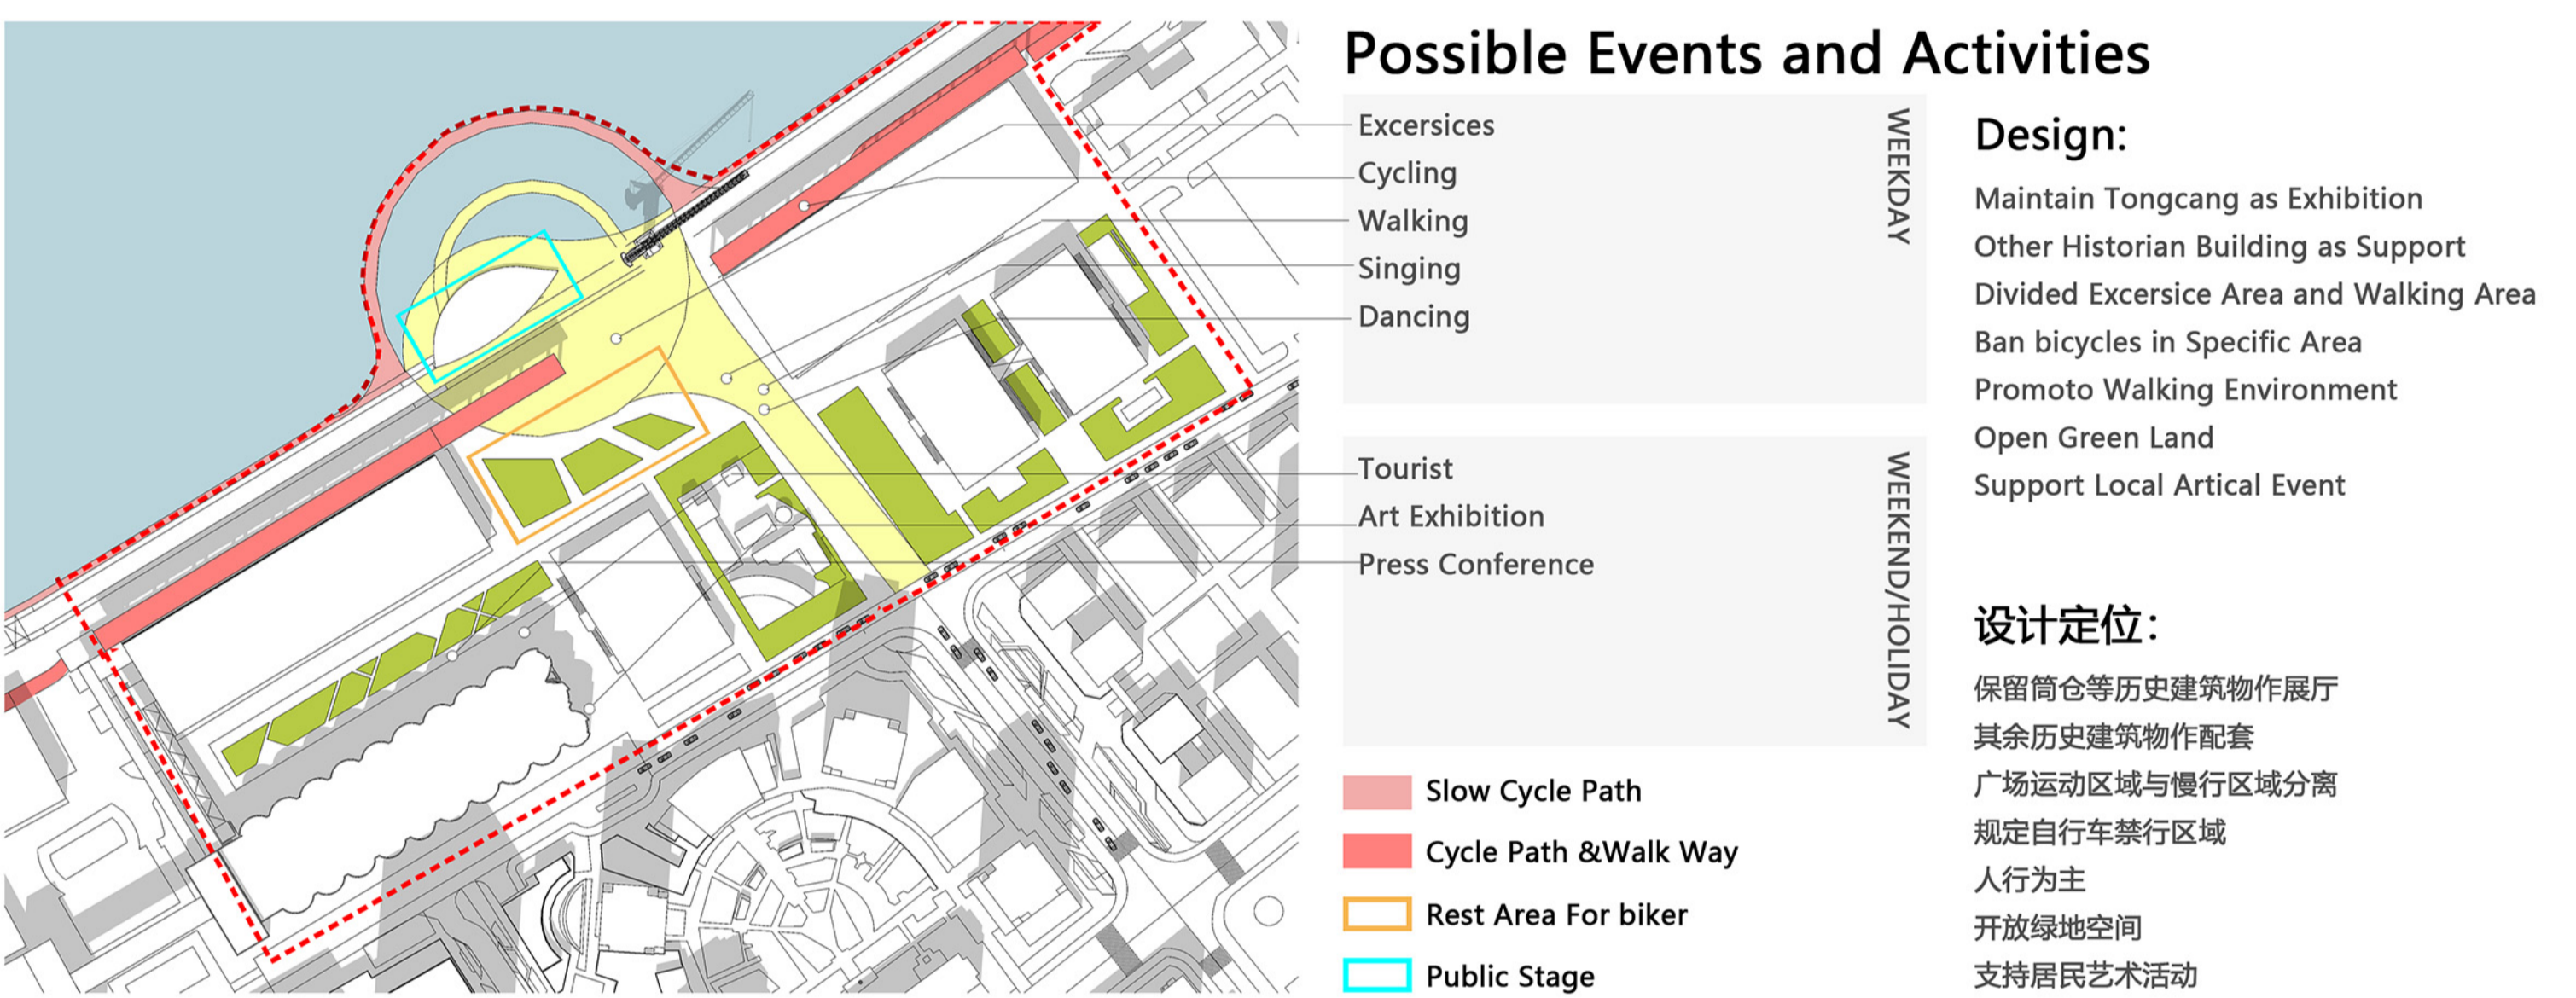 Possible Events and Activities
Excersices
Cycling
Walking
Singing
Dancing
WEEKDAY
Tourist
Art Exhibition
Press Conference
WEEKEND/HOLIDAY
Slow Cycle Path
Cycle Path &Walk Way
Rest Area For biker
Public Stage
Design:
Maintain Tongcang as Exhibition
Other Historian Building as Support
Divided Excersice Area and Walking Area
Ban bicycles in Specific Area
Promoto Walking Environment
Open Green Land
Support Local Artical Event
设计定位：
保留筒仓等历史建筑物作展厅
其余历史建筑物作配套
广场运动区域与慢行区域分离
规定自行车禁行区域
人行为主
开放绿地空间
支持居民艺术活动